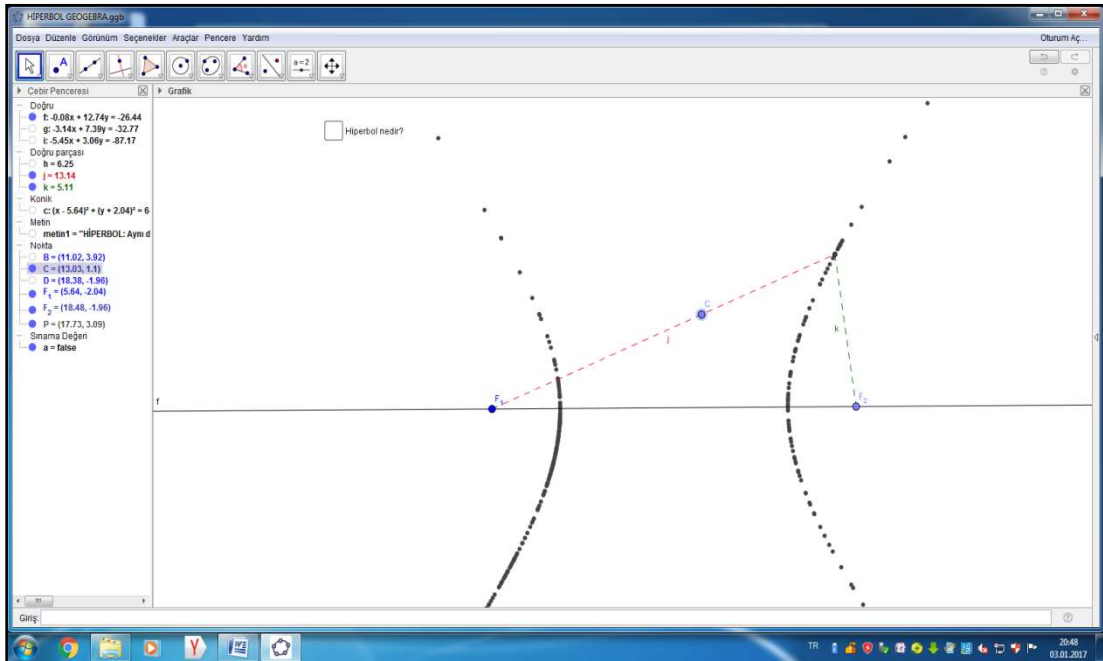 HİPERBOL GEOGEBRA.ggb
Dosya Düzenle Görünüm Seçenekler Araçlar Pencere Yardım
Oturum Aç...
A
a=2
Cebir Penceresi
Grafik
Doğru
f: -0.08x + 12.74y = -26.44
g: -3.14x + 7.39y = -32.77
i: -5.45x + 3.06y = -87.17
Doğru parçası
h = 6.25
j = 13.14
k = 5.11
Konik
c: (x - 5.64)² + (y + 2.04)² = 6
Metin
metin1 = "HİPERBOL: Aynı d
Nokta
B = (11.02, 3.92)
C = (13.03, 1.1)
D = (18.38, -1.96)
F₁ = (5.64, -2.04)
F₂ = (18.48, -1.96)
P = (17.73, 3.09)
Sınama Değeri
a = false
Hiperbol nedir?
C
j
k
f
F₁
F₂
Giriş:
TR
20:48
03.01.2017